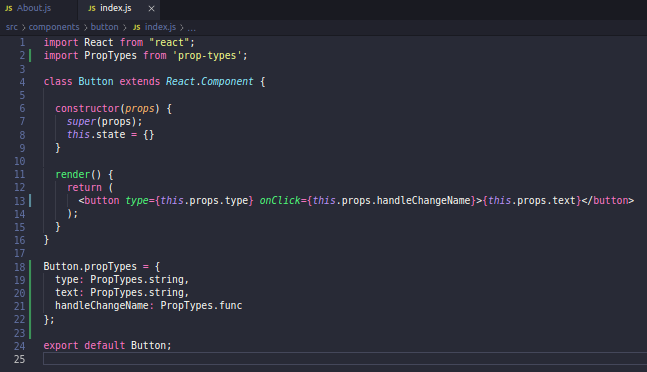 JS About.js JS index.js ×
src > components > button > JS index.js > ...
1 import React from "react";
2 import PropTypes from 'prop-types';
3
4 class Button extends React.Component {
5
6 constructor(props) {
7 super(props);
8 this.state = {}
9 }
10
11 render() {
12 return (
13 <button type={this.props.type} onClick={this.props.handleChangeName}>{this.props.text}</button>
14 );
15 }
16 }
17
18 Button.propTypes = {
19 type: PropTypes.string,
20 text: PropTypes.string,
21 handleChangeName: PropTypes.func
22 };
23
24 export default Button;
25